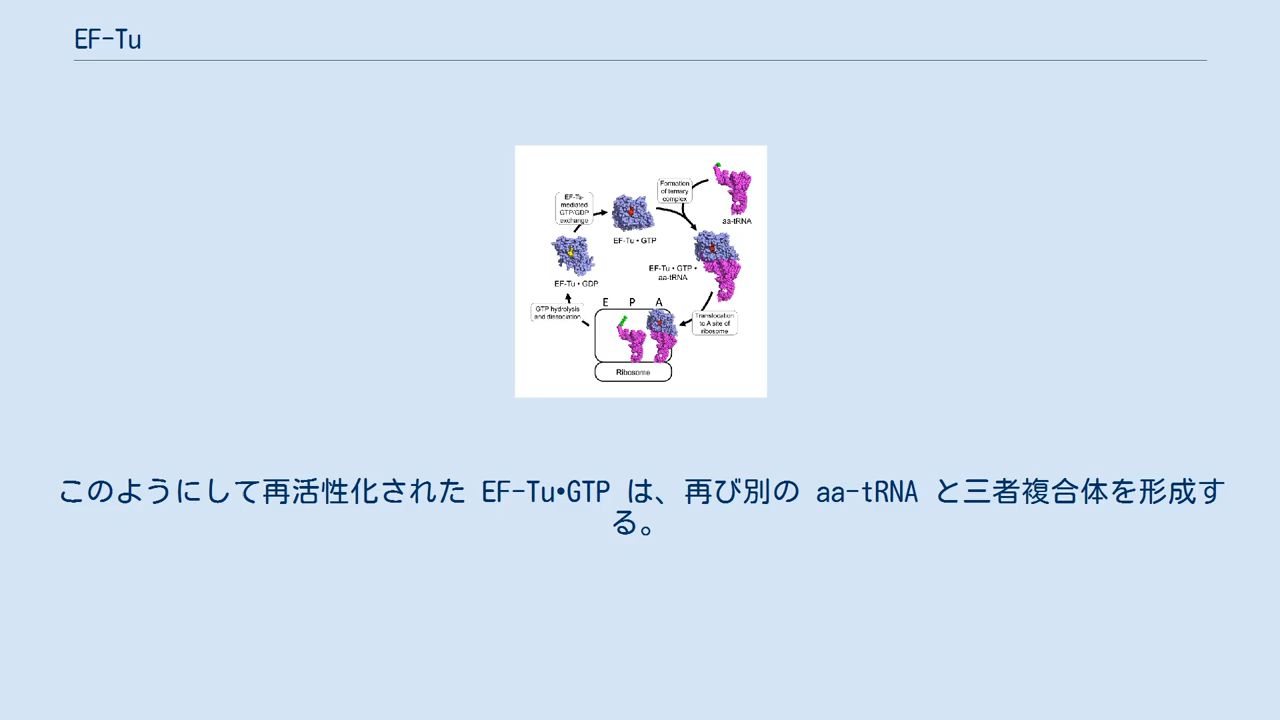 EF-Tu
Formation
of ternary
complex
EF-Ts-
mediated
GTP/GDP
exchange
aa-tRNA
EF-Tu • GTP
EF-Tu • GTP •
aa-tRNA
EF-Tu • GDP
E P A
GTP hydrolysis
and dissociation
Translocation
to A site of
ribosome
Ribosome
このようにして再活性化された EF-Tu•GTP は、再び別の aa-tRNA と三者複合体を形成す
る。